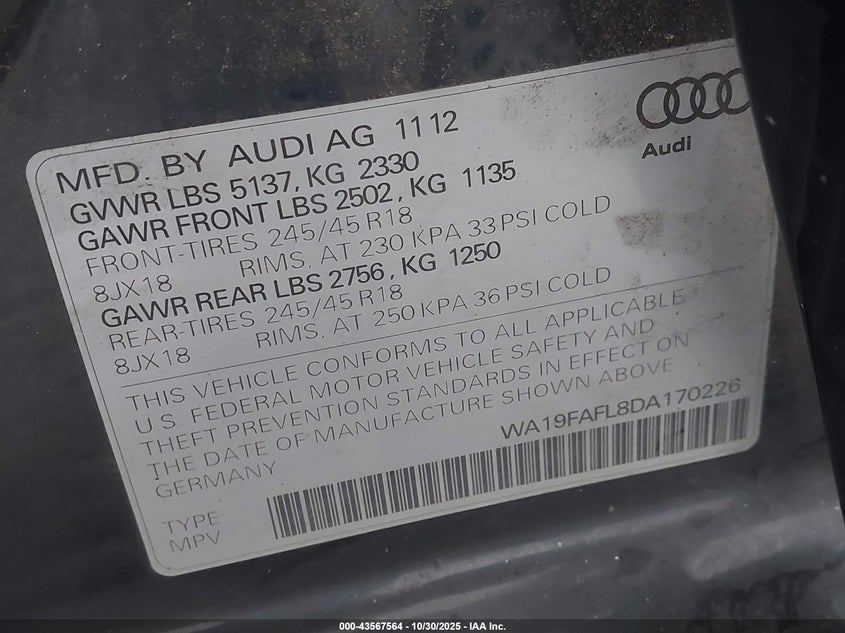 Audi
MFD. BY AUDI AG 11 12
GVWR LBS 5137, KG 2330
GAWR FRONT LBS 2502, KG 1135
FRONT-TIRES 245/45 R18
8JX18 RIMS, AT 230 KPA 33 PSI COLD
GAWR REAR LBS 2756, KG 1250
REAR-TIRES 245/45 R18
8JX18 RIMS, AT 250 KPA 36 PSI COLD
THIS VEHICLE CONFORMS TO ALL APPLICABLE
U.S. FEDERAL MOTOR VEHICLE SAFETY AND
THEFT PREVENTION STANDARDS IN EFFECT ON
THE DATE OF MANUFACTURE SHOWN ABOVE
GERMANY WA19FAFL8DA170226
TYPE
MPV
000-43567564 - 10/30/2025 - IAA Inc.